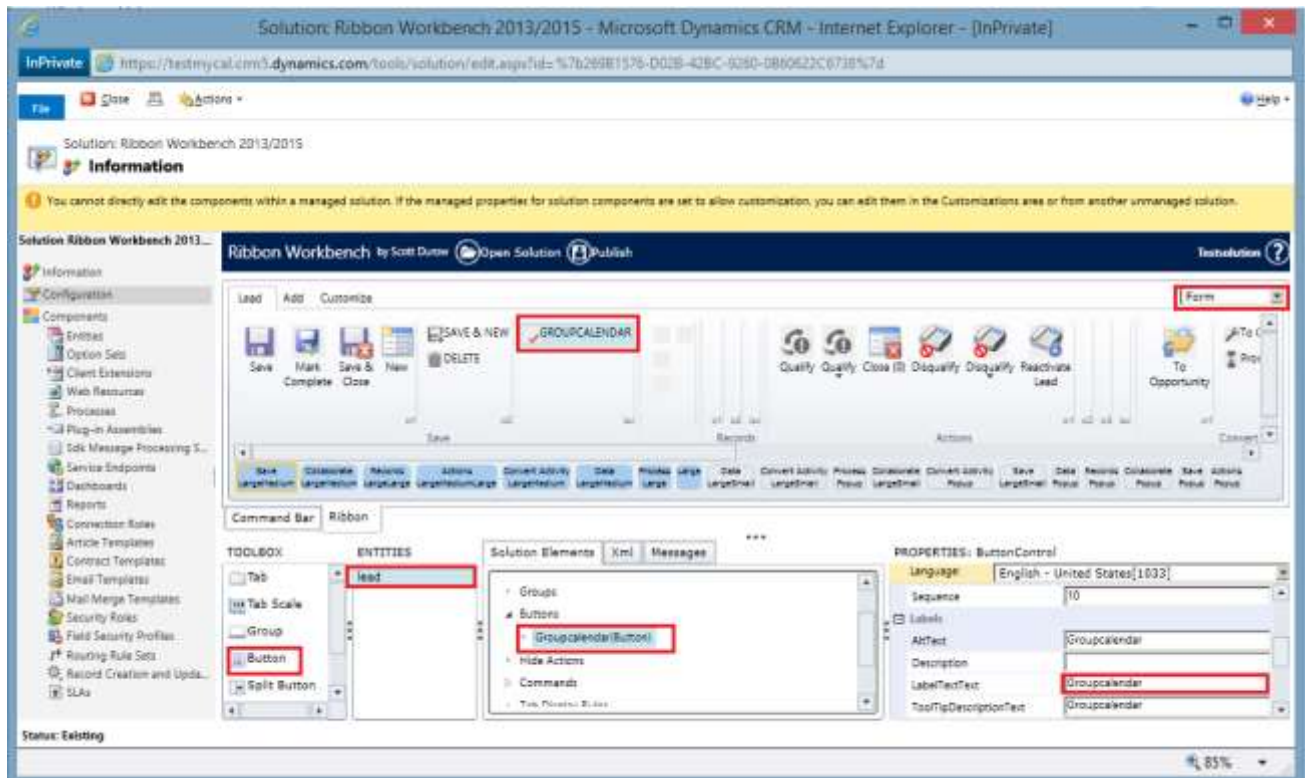 Solution: Ribbon Workbench 2013/2015 - Microsoft Dynamics CRM - Internet Explorer - [InPrivate]
InPrivate
File Close Actions Help
Solution: Ribbon Workbench 2013/2015
Information
You cannot directly edit the components within a managed solution. If the managed properties for solution components are set to allow customization, you can edit them in the Customizations area or from another unmanaged solution.
Solution Ribbon Workbench 2013...
Information
Configuration
Components
Entities
Option Sets
Client Extensions
Web Resources
Processes
Plug-in Assemblies
Sdk Message Processing S...
Service Endpoints
Dashboards
Reports
Connection Roles
Article Templates
Contract Templates
Email Templates
Mail Merge Templates
Security Roles
Field Security Profiles
Routing Rule Sets
Record Creation and Upda...
SLAs
Ribbon Workbench by Scott Durow Open Solution Publish Testsolution ?
Lead Add Customize Form
Save
Mark Complete
Save & Close
New
SAVE & NEW
DELETE
GROUPCALENDAR
Qualify
Qualify
Close (0)
Disqualify
Disqualify
Reactivate Lead
To Opportunity
Save Records Actions Convert
Command Bar Ribbon
TOOLBOX
Tab
Tab Scale
Group
Button
Split Button
ENTITIES
lead
Solution Elements Xml Messages
Groups
Buttons
Groupcalendar(Button)
Hide Actions
Commands
Tab Display Rules
PROPERTIES: ButtonControl
Language English - United States[1033]
Sequence 10
Labels
AltText Groupcalendar
Description
LabelTextText Groupcalendar
ToolTipDescriptionText Groupcalendar
Status: Existing
85%